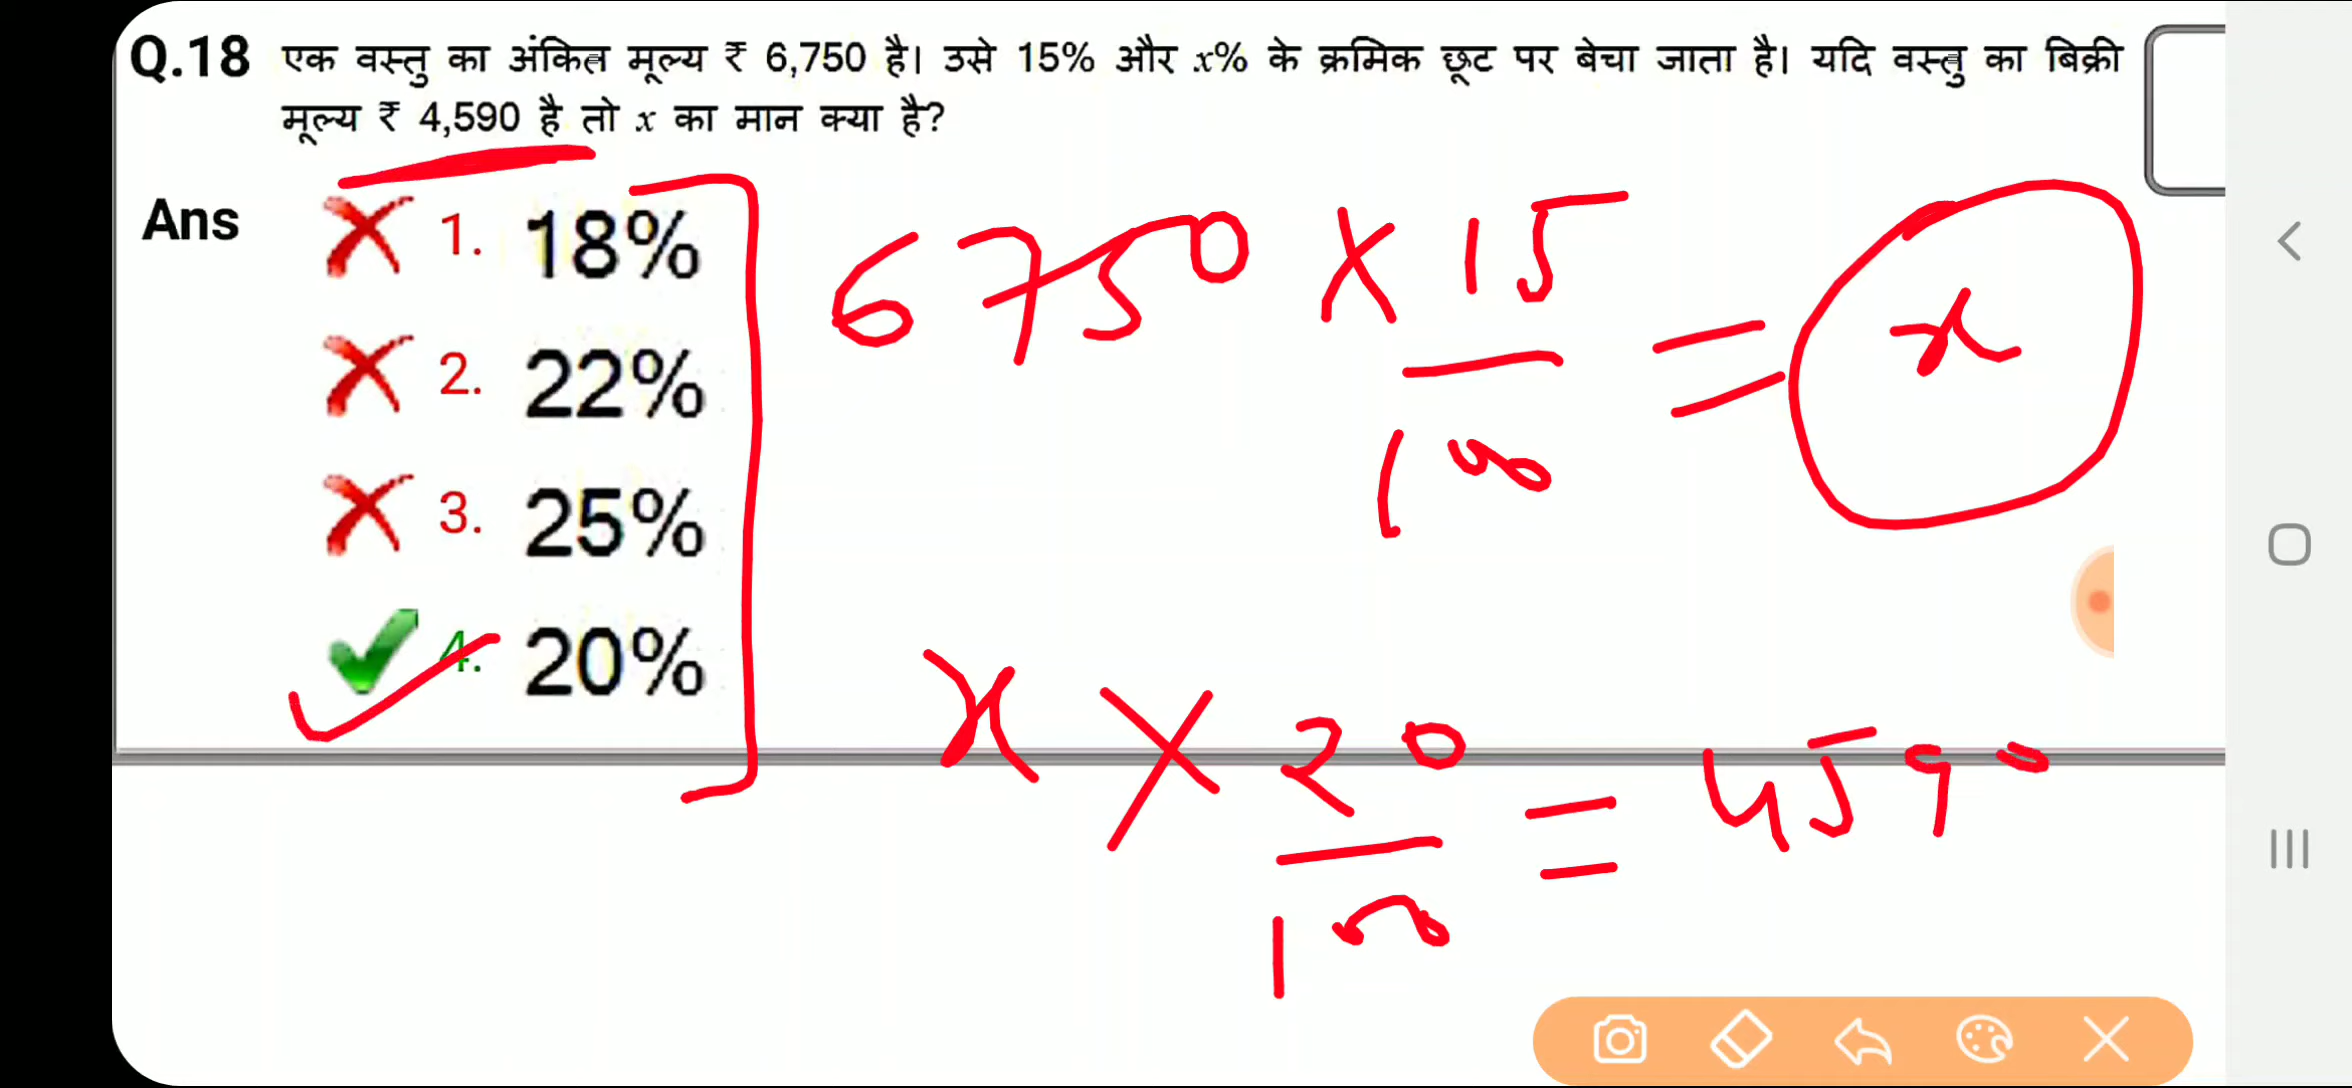 Q.18 एक वस्तु का अंकित मूल्य ₹ 6,750 है। उसे 15% और x% के क्रमिक छूट पर बेचा जाता है। यदि वस्तु का बिक्री
मूल्य ₹ 4,590 है तो x का मान क्या है?
Ans 1. 18%
2. 22%
3. 25%
4. 20%
6750 × 15/100 = x
x × 20/100 = 4590